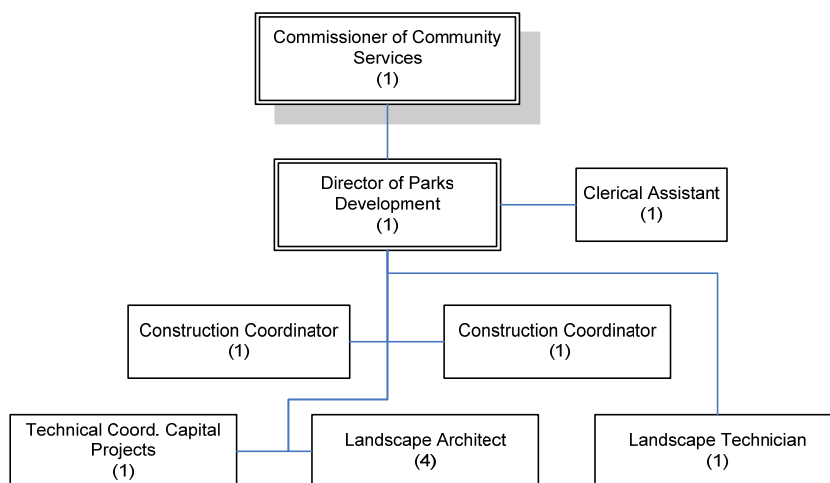 Commissioner of Community
Services
(1)
Director of Parks
Development
(1)
Clerical Assistant
(1)
Construction Coordinator
(1)
Construction Coordinator
(1)
Technical Coord. Capital
Projects
(1)
Landscape Architect
(4)
Landscape Technician
(1)